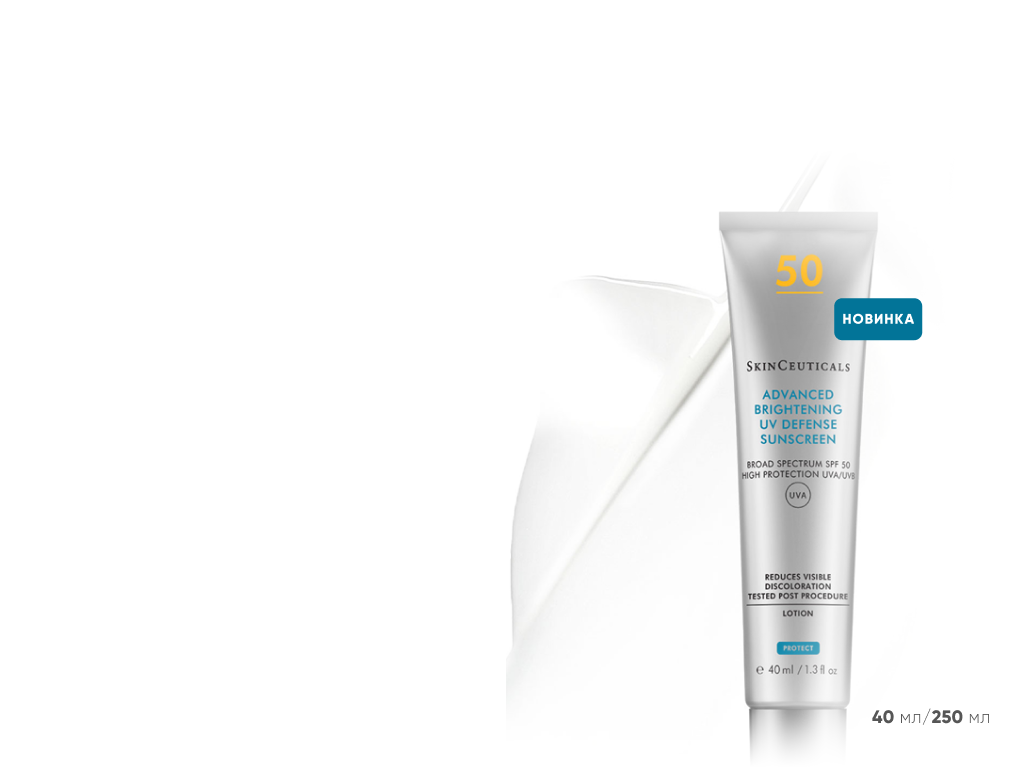 50
НОВИНКА
SKINCEUTICALS
ADVANCED
BRIGHTENING
UV DEFENSE
SUNSCREEN
BROAD SPECTRUM SPF 50
HIGH PROTECTION UVA/UVB
UVA
REDUCES VISIBLE
DISCOLORATION
TESTED POST PROCEDURE
LOTION
PROTECT
℮ 40 ml / 1.3 fl oz
40 мл/250 мл